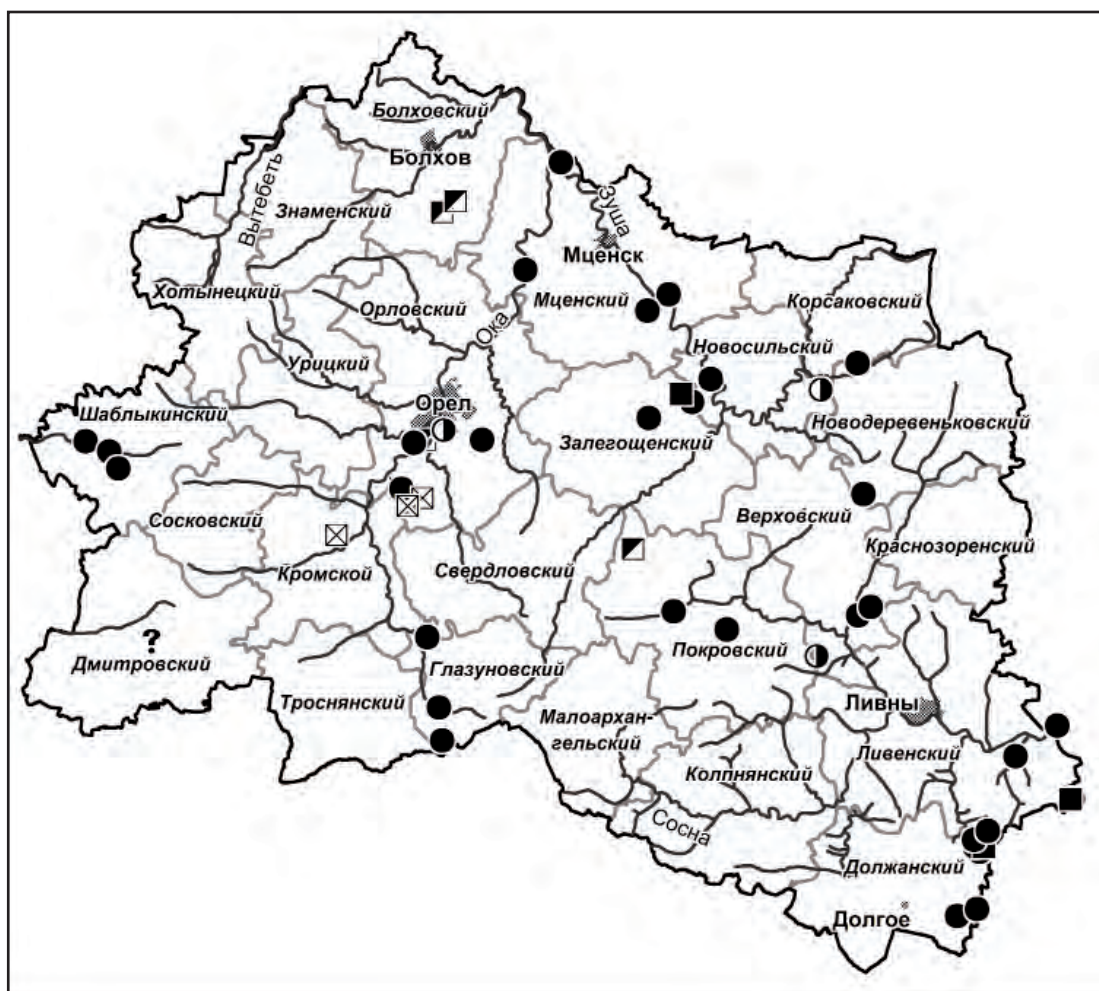 Болховский
Болхов
Вытебеть
Знаменский
Зуша
Мценск
Хотынецкий
Орловский
Мценский
Корсаковский
Ока
Новосильский
Урицкий
Орел
Шаблыкинский
Залегощенский
Новодеревеньковский
Сосковский
Верховский
Краснозоренский
Кромской
Свердловский
?
Дмитровский
Покровский
Глазуновский
Троснянский
Ливны
Малоархан-
гельский
Ливенский
Колпнянский
Сосна
Должанский
Долгое